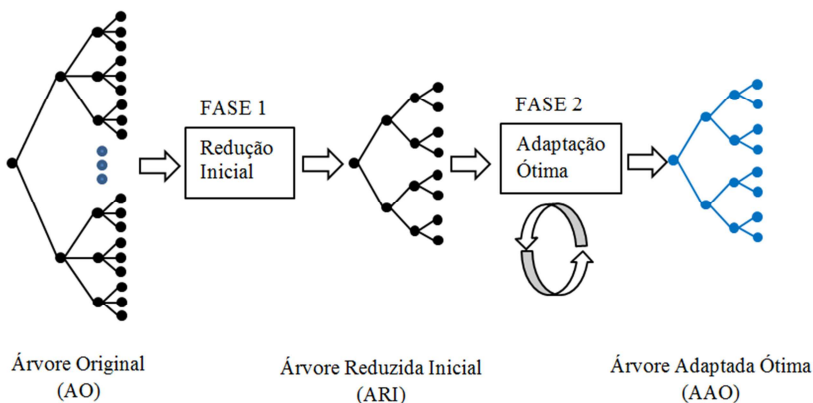 FASE 1
Redução
Inicial
FASE 2
Adaptação
Ótima
Árvore Original
(AO)
Árvore Reduzida Inicial
(ARI)
Árvore Adaptada Ótima
(AAO)